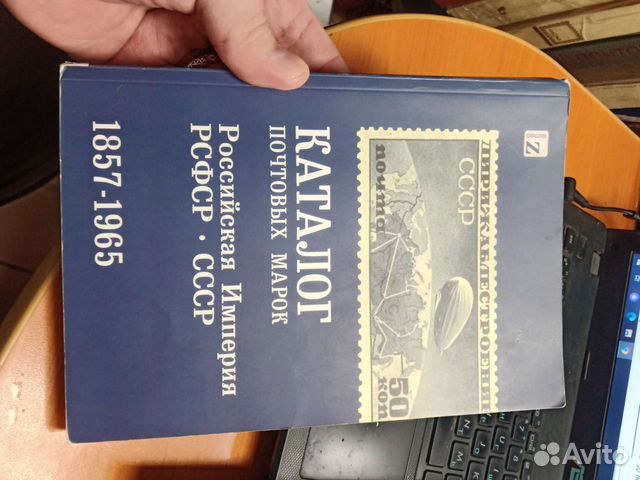 ДИРИЖАБЛЕСТРОЕНИЕ
СССР
почта
50
коп
Z
КАТАЛОГ
ПОЧТОВЫХ МАРОК
Российская Империя
РСФСР · СССР
1857-1965
Avito